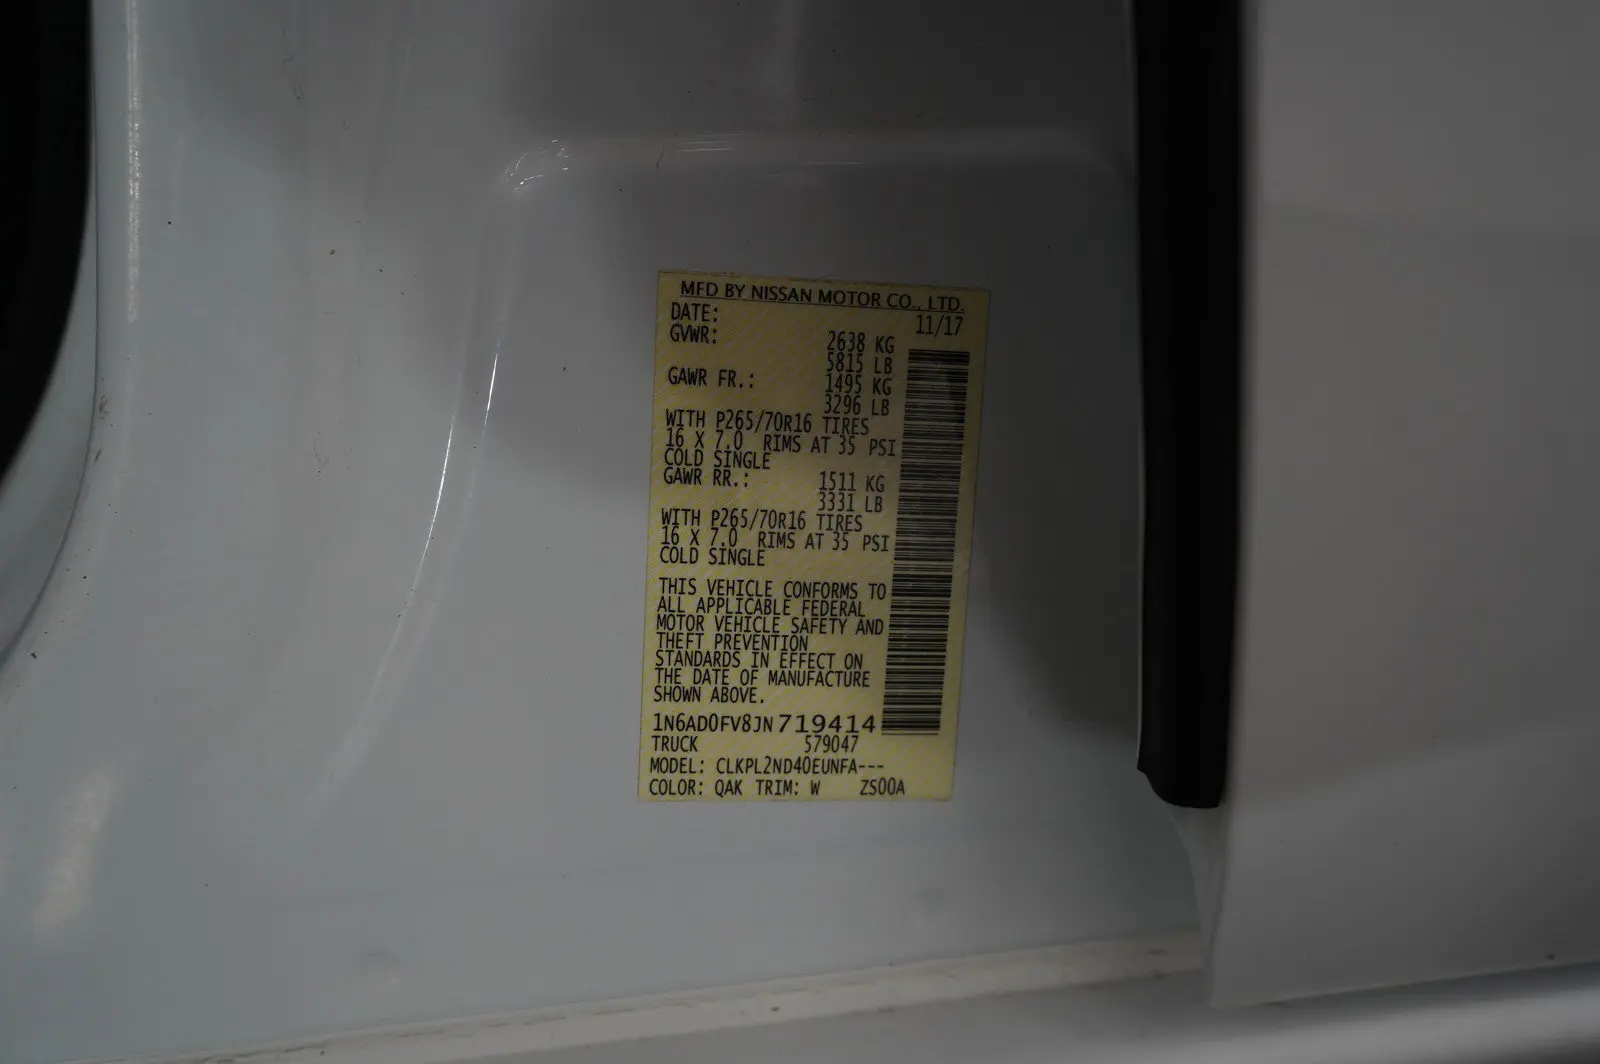 MFD BY NISSAN MOTOR CO., LTD.
DATE: 11/17
GVWR: 2638 KG
5815 LB
GAWR FR.: 1495 KG
3296 LB
WITH P265/70R16 TIRES
16 X 7.0 RIMS AT 35 PSI
COLD SINGLE
GAWR RR.: 1511 KG
3331 LB
WITH P265/70R16 TIRES
16 X 7.0 RIMS AT 35 PSI
COLD SINGLE
THIS VEHICLE CONFORMS TO
ALL APPLICABLE FEDERAL
MOTOR VEHICLE SAFETY AND
THEFT PREVENTION
STANDARDS IN EFFECT ON
THE DATE OF MANUFACTURE
SHOWN ABOVE.
1N6AD0FV8JN719414
TRUCK 579047
MODEL: CLKPL2ND40EUNFA---
COLOR: QAK TRIM: W ZS00A